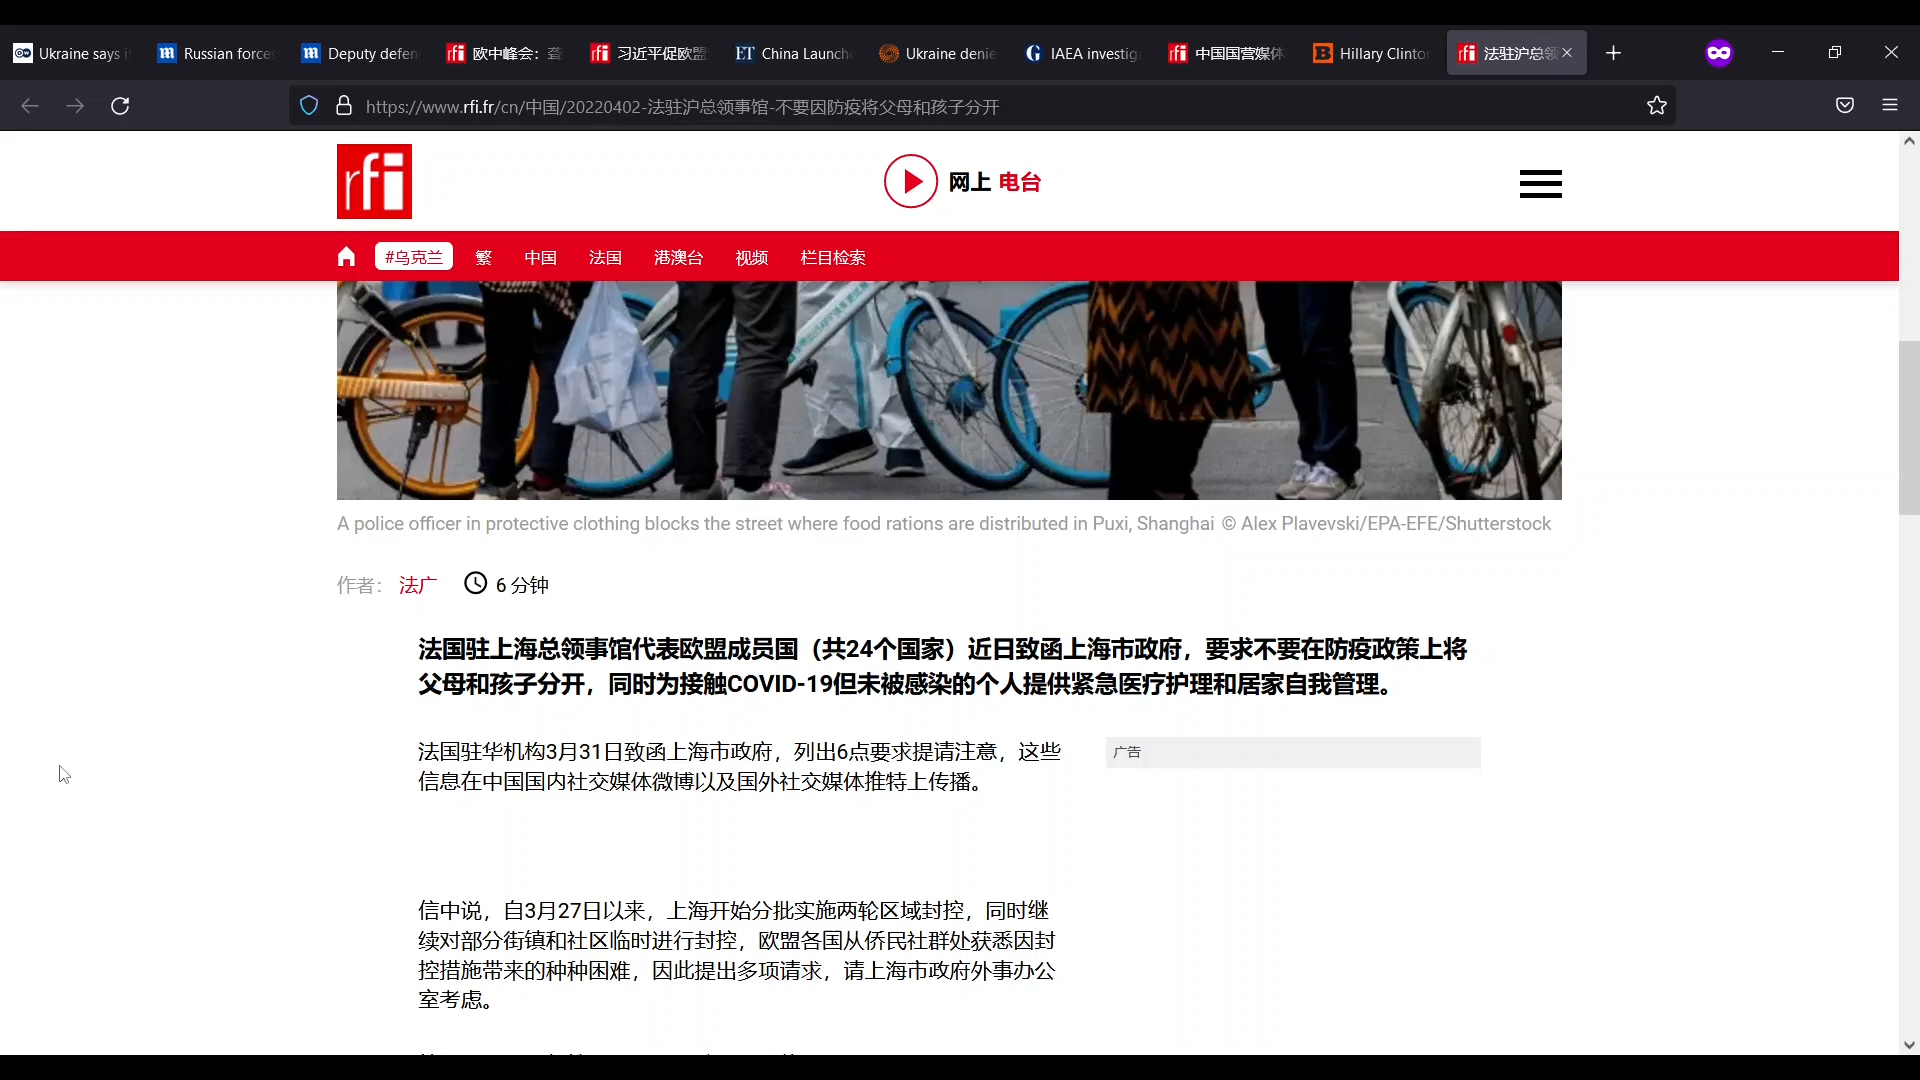 Ukraine says i
Russian forces
Deputy defen
欧中峰会：聋
习近平促欧盟
China Launch
Ukraine denie
IAEA investiga
中国国营媒体
Hillary Clinton
法驻沪总领
https://www.rfi.fr/cn/中国/20220402-法驻沪总领事馆-不要因防疫将父母和孩子分开
rfi
网上 电台
#乌克兰 繁 中国 法国 港澳台 视频 栏目检索
A police officer in protective clothing blocks the street where food rations are distributed in Puxi, Shanghai © Alex Plavevski/EPA-EFE/Shutterstock
作者： 法广 6 分钟
法国驻上海总领事馆代表欧盟成员国（共24个国家）近日致函上海市政府，要求不要在防疫政策上将
父母和孩子分开，同时为接触COVID-19但未被感染的个人提供紧急医疗护理和居家自我管理。
法国驻华机构3月31日致函上海市政府，列出6点要求提请注意，这些
信息在中国国内社交媒体微博以及国外社交媒体推特上传播。
广告
信中说，自3月27日以来，上海开始分批实施两轮区域封控，同时继
续对部分街镇和社区临时进行封控，欧盟各国从侨民社群处获悉因封
控措施带来的种种困难，因此提出多项请求，请上海市政府外事办公
室考虑。